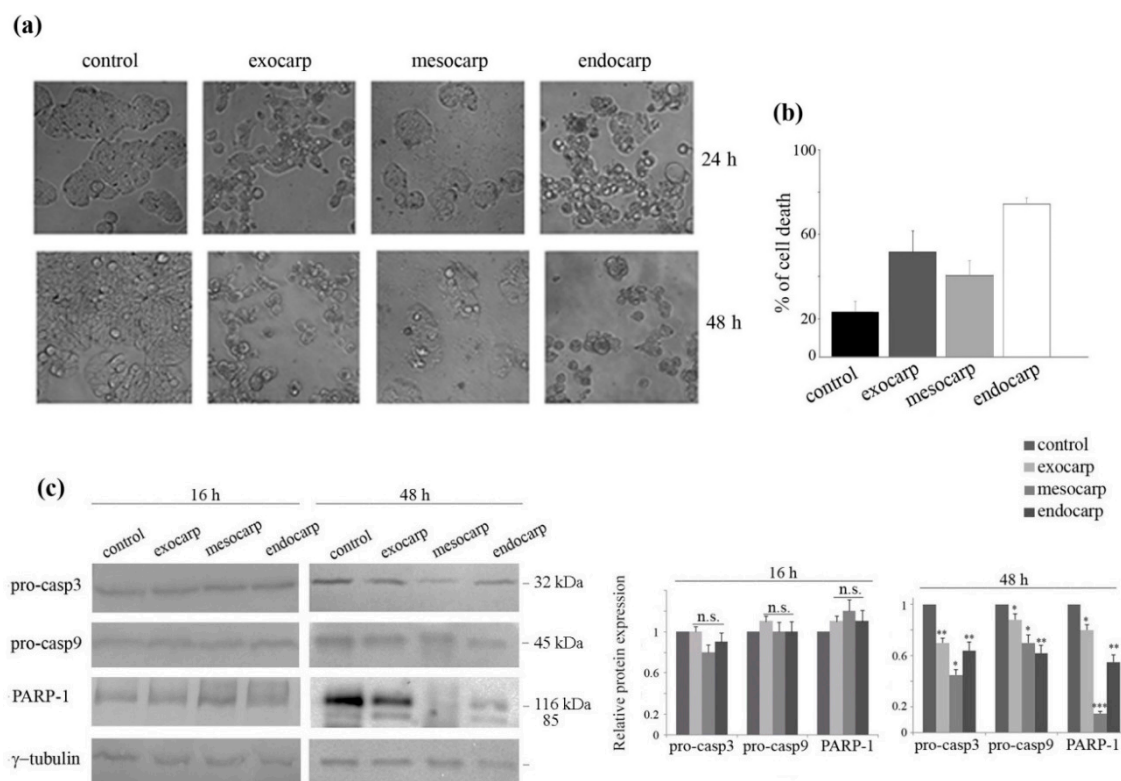 (a)
control exocarp mesocarp endocarp
24 h
48 h
(b)
100
60
20
0
% of cell death
control exocarp mesocarp endocarp
control
exocarp
mesocarp
endocarp
(c)
16 h 48 h
control exocarp mesocarp endocarp control exocarp mesocarp endocarp
pro-casp3 - 32 kDa
pro-casp9 - 45 kDa
PARP-1 - 116 kDa
85
γ-tubulin -
Relative protein expression
16 h
n.s. n.s. n.s.
1
0.6
0.2
0
pro-casp3 pro-casp9 PARP-1
48 h
1
0.6
0.2
0
** * ** * * ** * *** **
pro-casp3 pro-casp9 PARP-1